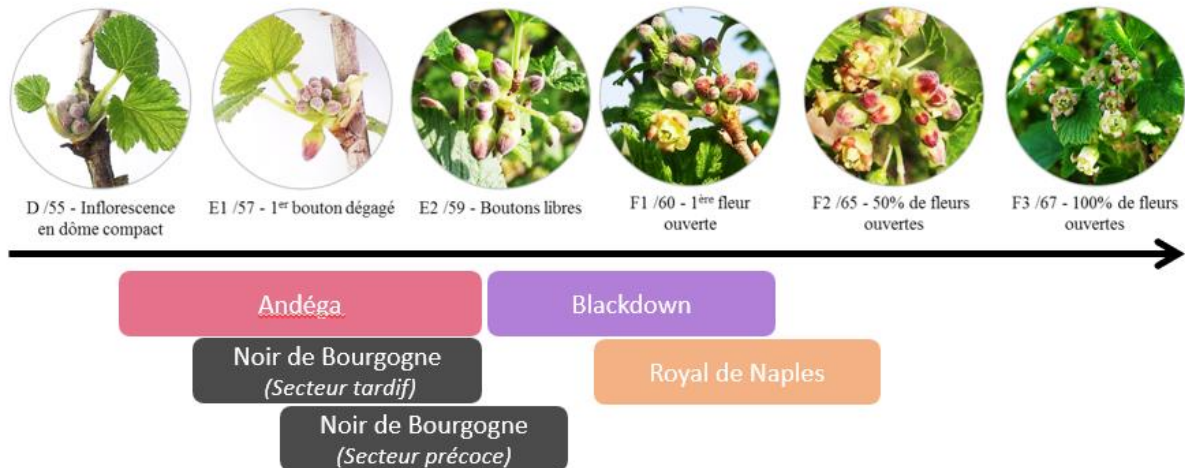 D /55 - Inflorescence
en dôme compact
E1 /57 - 1er bouton dégagé
E2 /59 - Boutons libres
F1 /60 - 1ère fleur
ouverte
F2 /65 - 50% de fleurs
ouvertes
F3 /67 - 100% de fleurs
ouvertes
Andéga
Blackdown
Noir de Bourgogne
(Secteur tardif)
Royal de Naples
Noir de Bourgogne
(Secteur précoce)